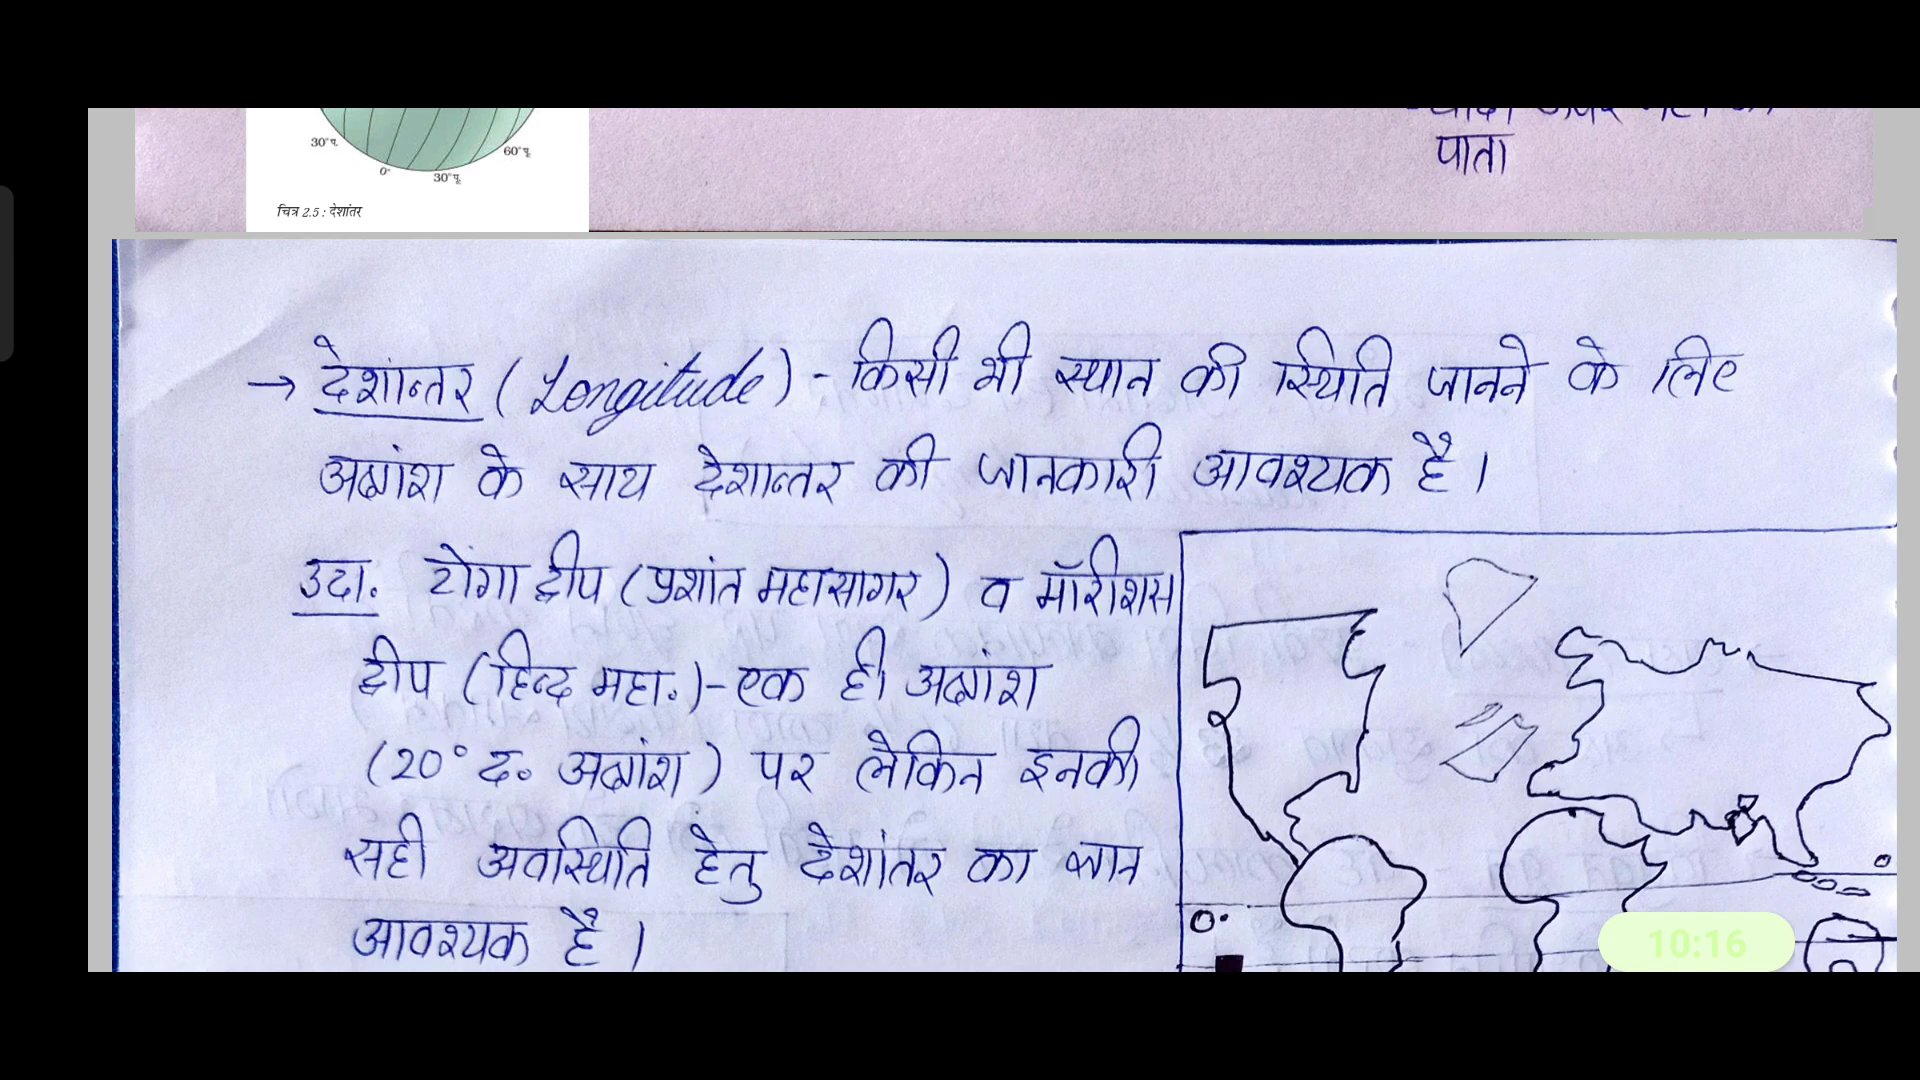 पाता
30°प.
60°पू.
0°
30°पू.
चित्र 2.5 : देशांतर
→ देशांन्तर (Longitude) - किसी भी स्थान की स्थिति जानने के लिए
अक्षांश के साथ देशान्तर की जानकारी आवश्यक है।
उदा. टोंगा द्वीप (प्रशांत महासागर) व मॉरीशस
द्वीप (हिन्द महा.) - एक ही अक्षांश
(20° द. अक्षांश) पर लेकिन इनकी
सही अवस्थिति हेतु देशांतर का ज्ञान
आवश्यक है।
0°
10:16